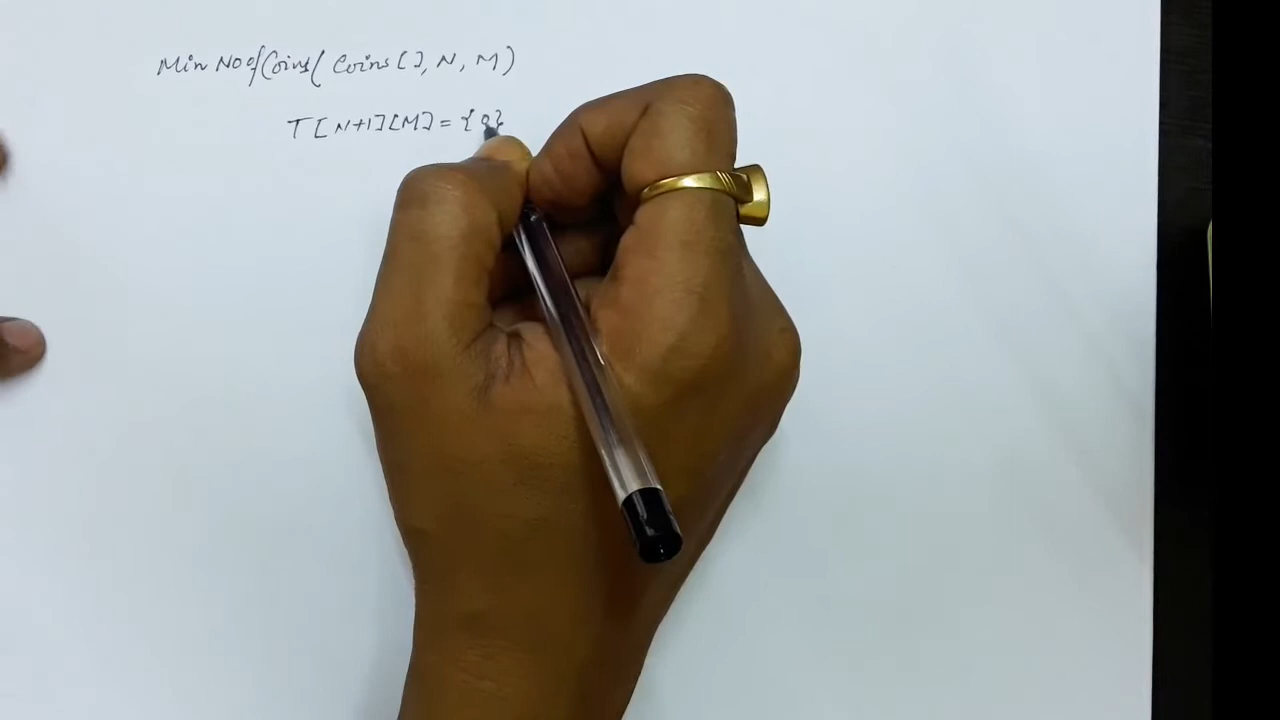 Min No of Coins( Coins[], N, M)
T[N+1][M] = {0}